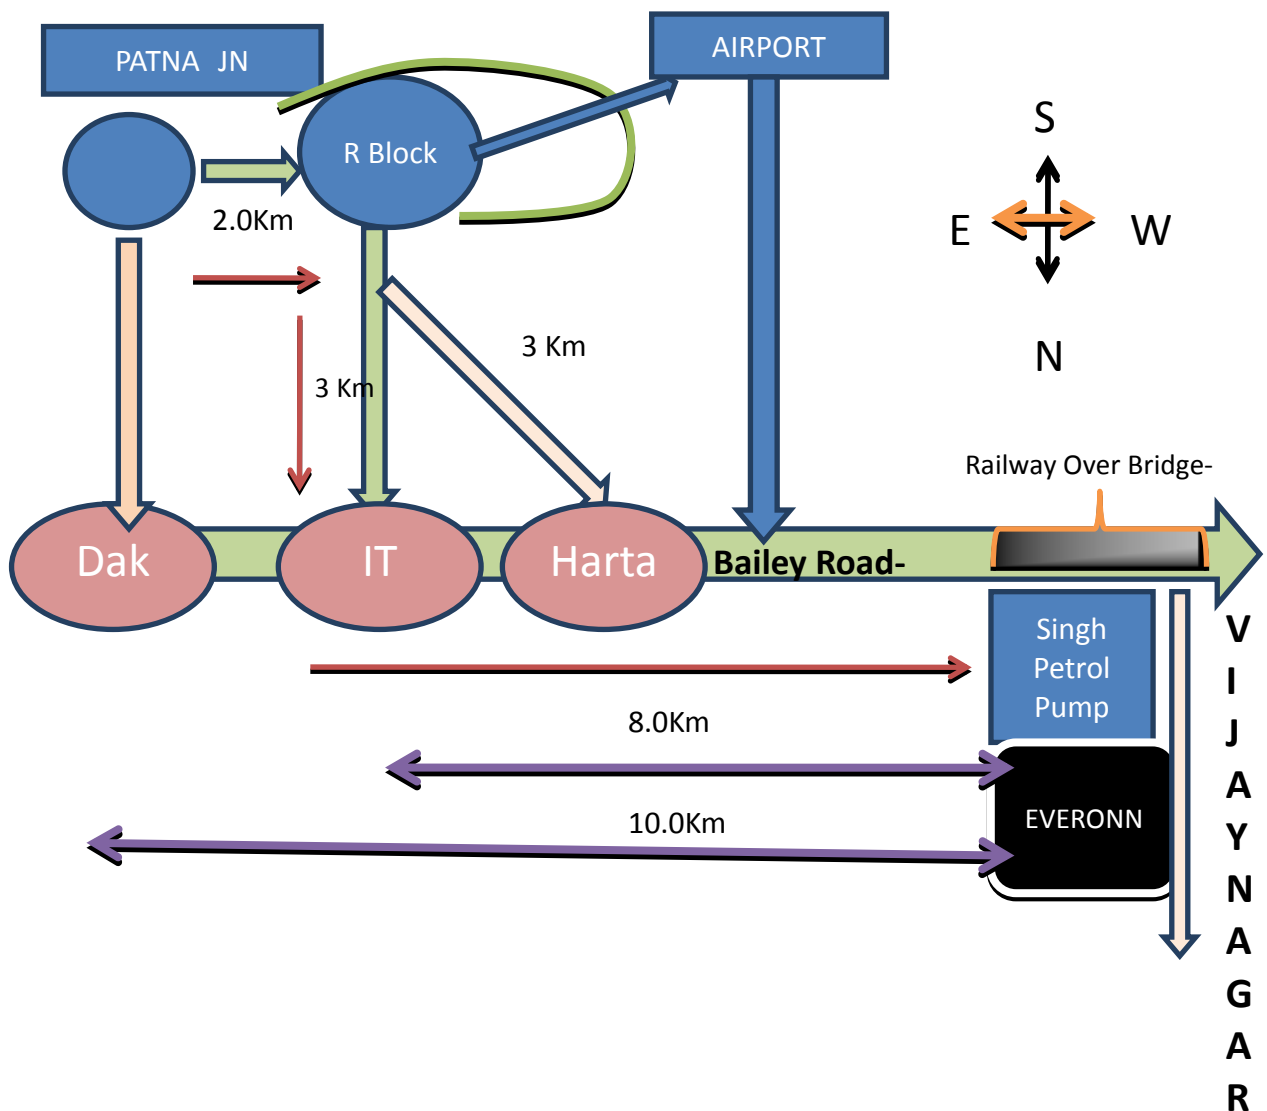 PATNA JN
AIRPORT
R Block
S
E
W
N
2.0Km
3 Km
3 Km
Railway Over Bridge-
Dak
IT
Harta
Bailey Road-
Singh
Petrol
Pump
8.0Km
10.0Km
EVERONN
V
I
J
A
Y
N
A
G
A
R